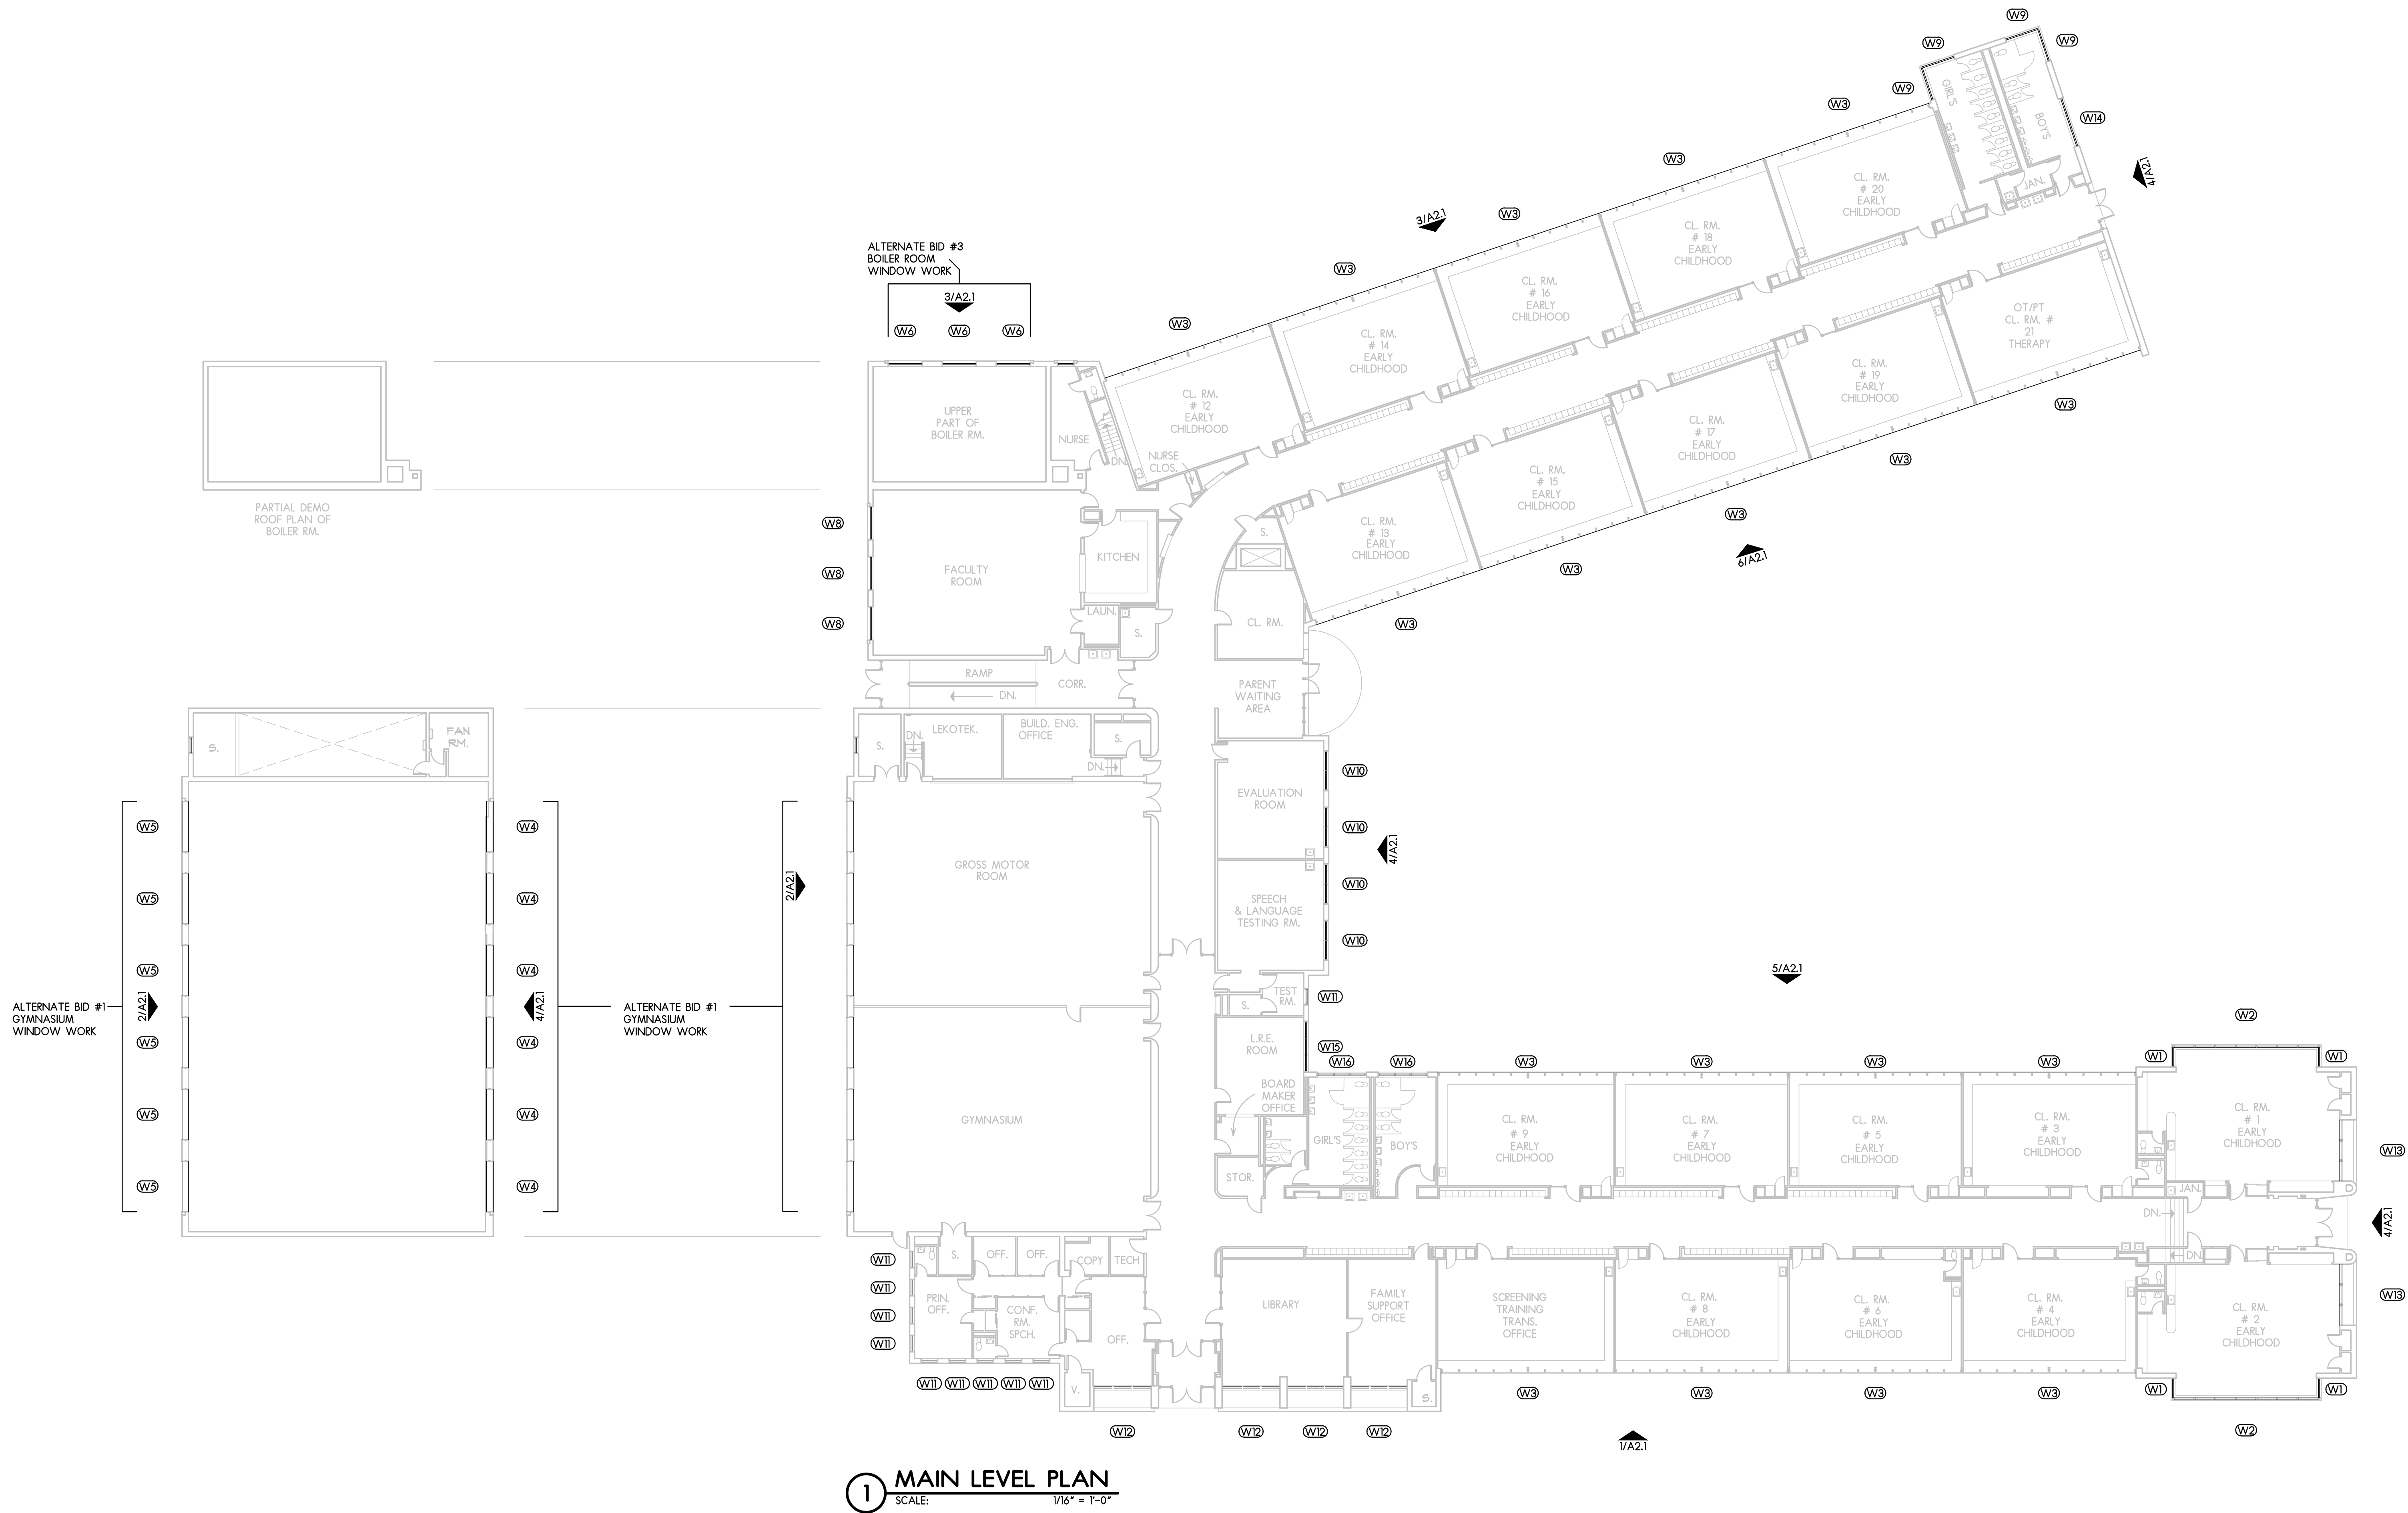 W9
W9
W9
W9
W14
W3
W3
W3
W3
W3
GIRL'S
BOY'S
JAN.
4/A2.1
3/A2.1
CL. RM.
# 20
EARLY
CHILDHOOD
CL. RM.
# 18
EARLY
CHILDHOOD
CL. RM.
# 16
EARLY
CHILDHOOD
CL. RM.
# 14
EARLY
CHILDHOOD
CL. RM.
# 12
EARLY
CHILDHOOD
OT/PT
CL. RM. #
21
THERAPY
CL. RM.
# 19
EARLY
CHILDHOOD
CL. RM.
# 17
EARLY
CHILDHOOD
CL. RM.
# 15
EARLY
CHILDHOOD
CL. RM.
# 13
EARLY
CHILDHOOD
W3
W3
W3
W3
W3
6/A2.1
ALTERNATE BID #3
BOILER ROOM
WINDOW WORK
3/A2.1
W6
W6
W6
UPPER
PART OF
BOILER RM.
NURSE
DN.
NURSE
CLOS.
PARTIAL DEMO
ROOF PLAN OF
BOILER RM.
W8
W8
W8
FACULTY
ROOM
KITCHEN
LAUN.
S.
S.
CL. RM.
RAMP
DN.
CORR.
PARENT
WAITING
AREA
S.
FAN
RM.
S.
DN.
LEKOTEK.
BUILD. ENG.
OFFICE
S.
DN.
EVALUATION
ROOM
W10
W10
W10
W10
4/A2.1
SPEECH
& LANGUAGE
TESTING RM.
GROSS MOTOR
ROOM
W5
W5
W5
W5
W5
W5
ALTERNATE BID #1
GYMNASIUM
WINDOW WORK
2/A2.1
W4
W4
W4
W4
W4
W4
4/A2.1
ALTERNATE BID #1
GYMNASIUM
WINDOW WORK
2/A2.1
GYMNASIUM
TEST
RM.
S.
W11
L.R.E.
ROOM
W15
BOARD
MAKER
OFFICE
STOR.
W16
W16
GIRL'S
BOY'S
5/A2.1
W3
W3
W3
W3
W1
W2
W1
CL. RM.
# 9
EARLY
CHILDHOOD
CL. RM.
# 7
EARLY
CHILDHOOD
CL. RM.
# 5
EARLY
CHILDHOOD
CL. RM.
# 3
EARLY
CHILDHOOD
CL. RM.
# 1
EARLY
CHILDHOOD
W13
JAN.
D
DN.
4/A2.1
DN.
D
W13
W11
W11
W11
W11
S.
OFF.
OFF.
COPY
TECH
PRIN.
OFF.
CONF.
RM.
SPCH.
OFF.
V.
LIBRARY
FAMILY
SUPPORT
OFFICE
S.
SCREENING
TRAINING
TRANS.
OFFICE
CL. RM.
# 8
EARLY
CHILDHOOD
CL. RM.
# 6
EARLY
CHILDHOOD
CL. RM.
# 4
EARLY
CHILDHOOD
CL. RM.
# 2
EARLY
CHILDHOOD
W11
W11
W11
W11
W11
W12
W12
W12
W12
W3
W3
W3
W3
W1
W1
W2
1/A2.1
1
MAIN LEVEL PLAN
SCALE: 1/16" = 1'-0"